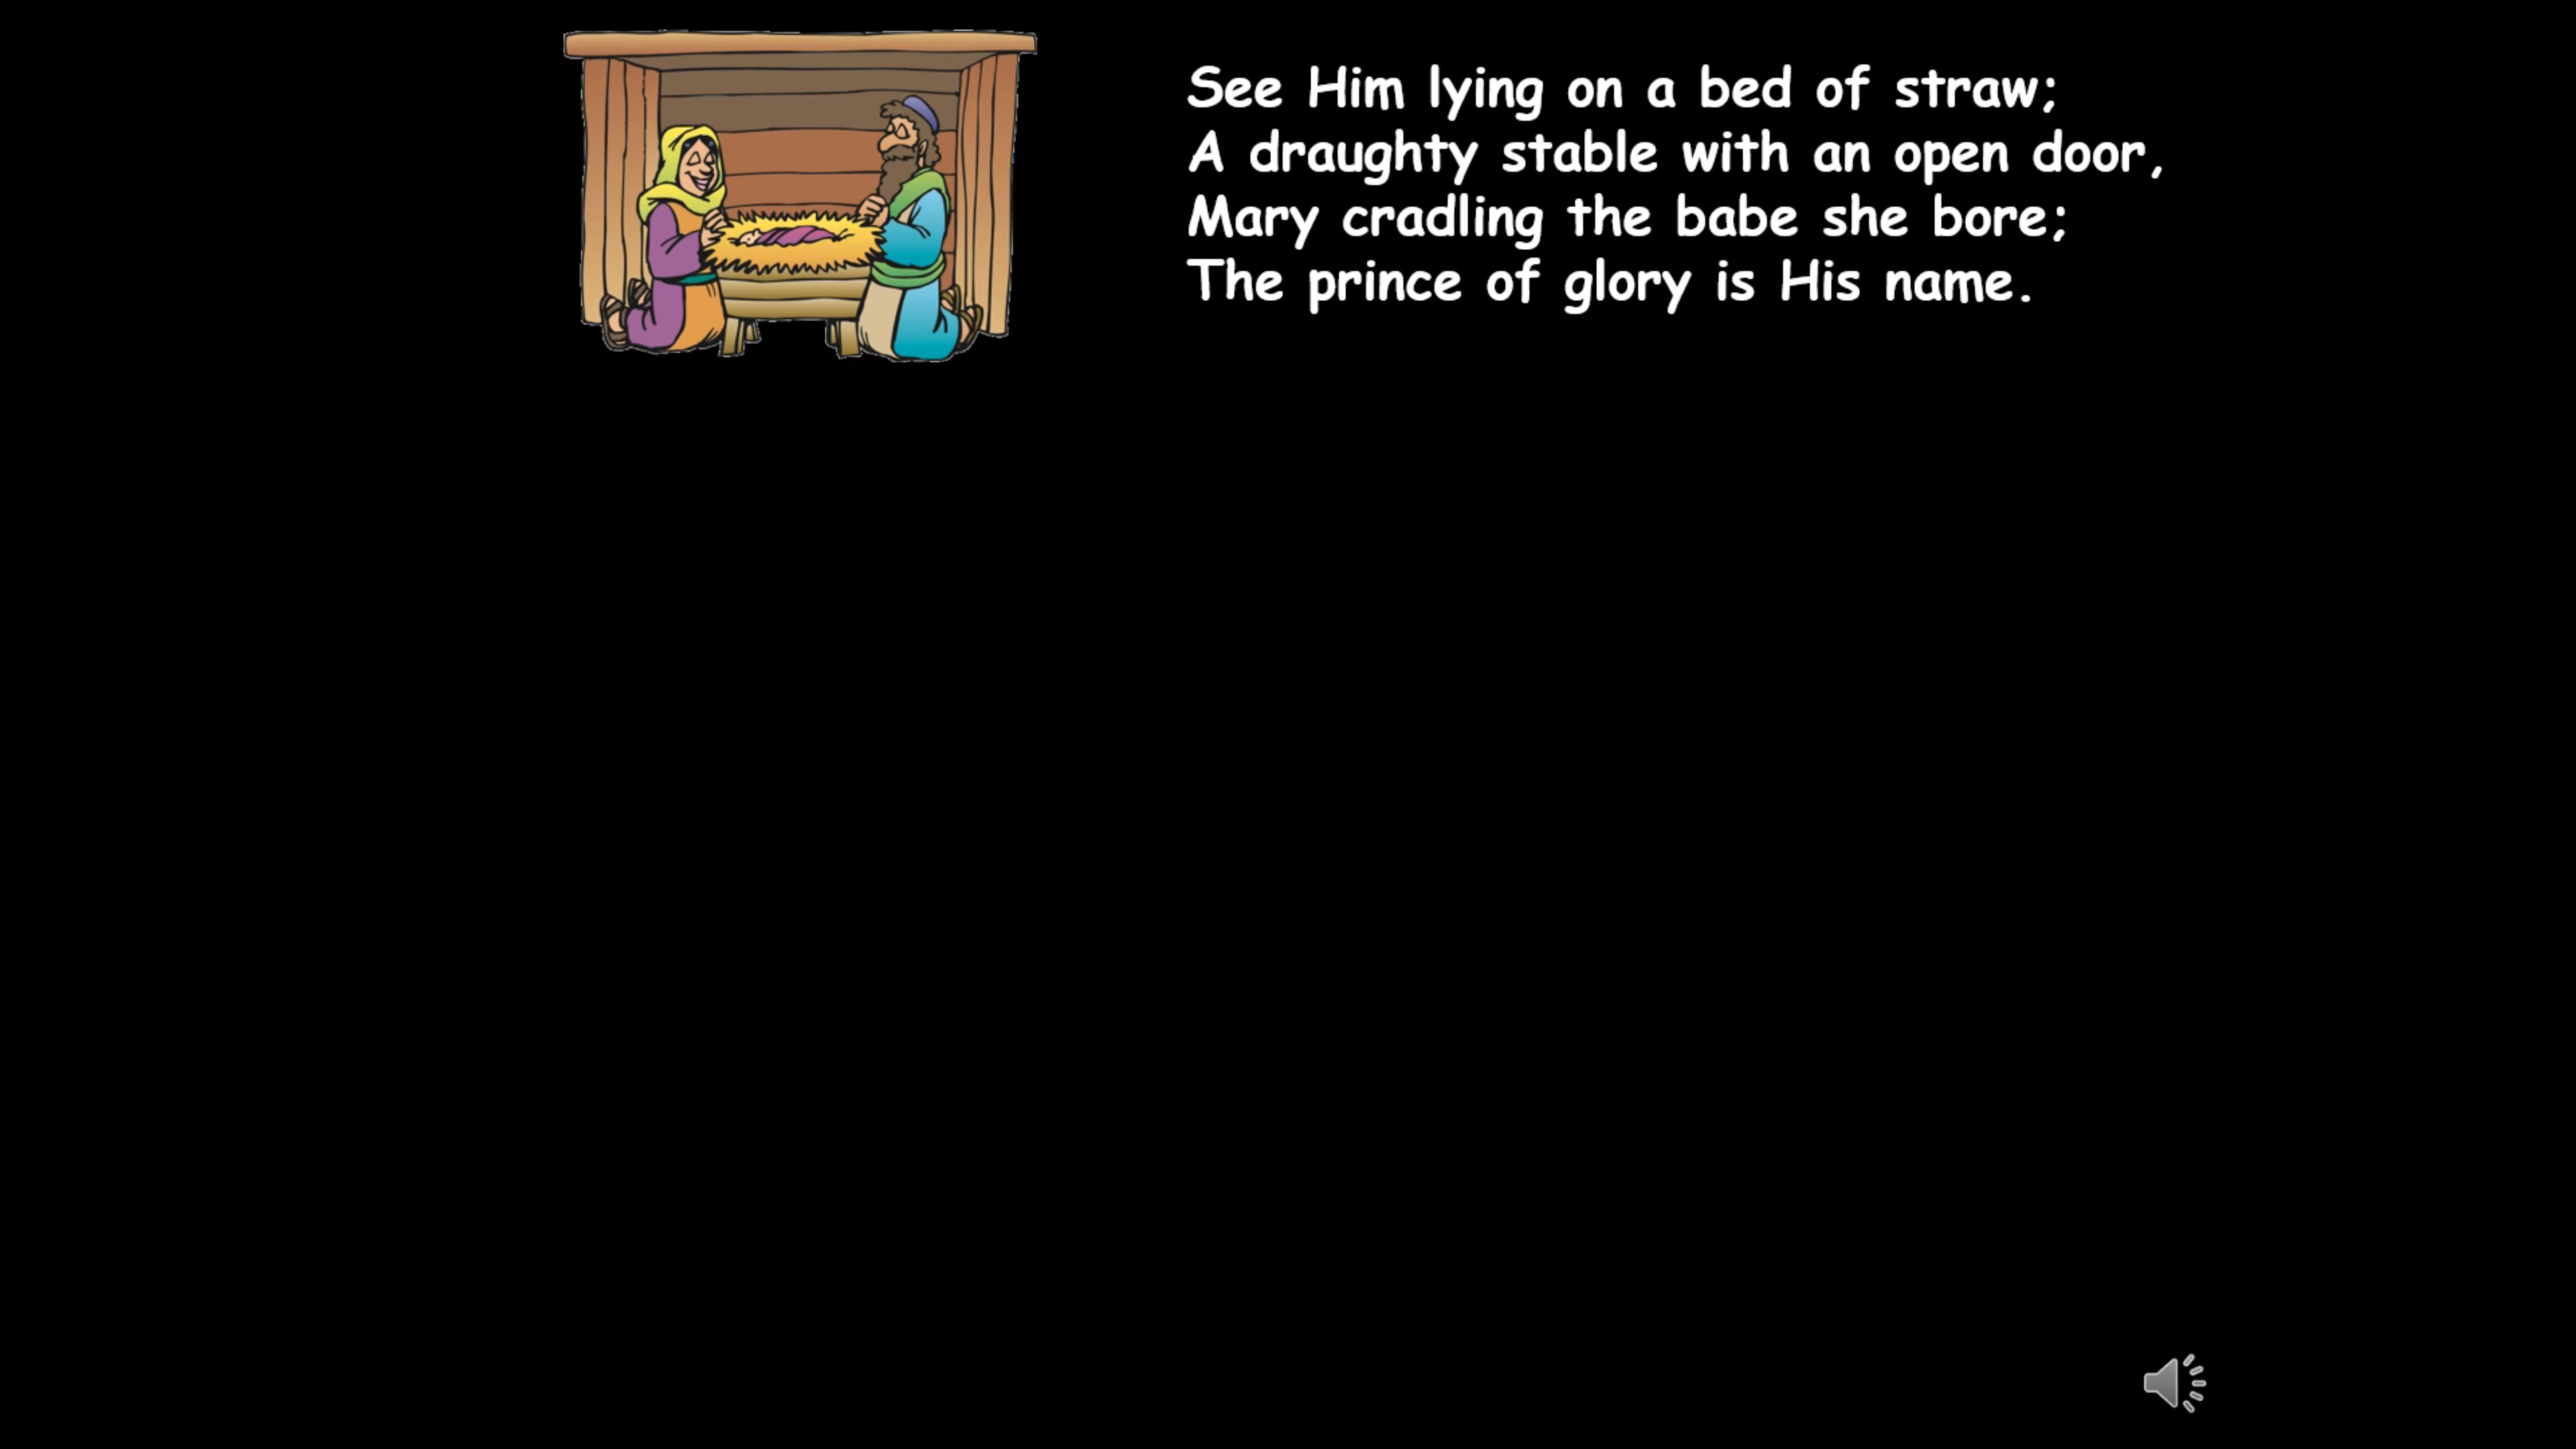 See Him lying on a bed of straw;
A draughty stable with an open door,
Mary cradling the babe she bore;
The prince of glory is His name.